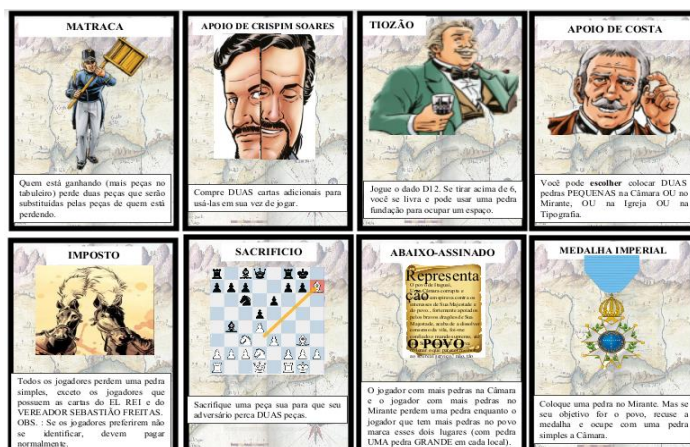 MATRACA
Quem está ganhando (mais peças no
tabuleiro) perde duas peças que serão
substituídas pelas peças de quem está
perdendo.
APOIO DE CRISPIM SOARES
Compre DUAS cartas adicionais para
usá-las em sua vez de jogar.
TIOZÃO
Jogue o dado D12. Se tirar acima de 6,
você se livra e pode usar uma pedra
fundação para ocupar um espaço.
APOIO DE COSTA
Você pode escolher colocar DUAS
pedras PEQUENAS na Câmara OU no
Mirante, OU na Igreja OU na
Tipografia.
IMPOSTO
Todos os jogadores perdem uma pedra
simples, exceto os jogadores que
possuem as cartas do EL REI e do
VEREADOR SEBASTIÃO FREITAS.
OBS. : Se os jogadores preferirem não
se identificar, devem pagar
normalmente.
SACRIFICIO
Sacrifique uma peça sua para que seu
adversário perca DUAS peças.
ABAIXO-ASSINADO
Representa
ção
O POVO
O jogador com mais pedras na Câmara
e o jogador com mais pedras no
Mirante perdem uma pedra enquanto o
jogador que tem mais pedras no povo
marca esses dois lugares (com pedra
UMA pedra GRANDE em cada local).
MEDALHA IMPERIAL
Coloque uma pedra no Mirante. Mas se
seu objetivo for o povo, recuse a
medalha e ocupe com uma pedra
simples a Câmara.